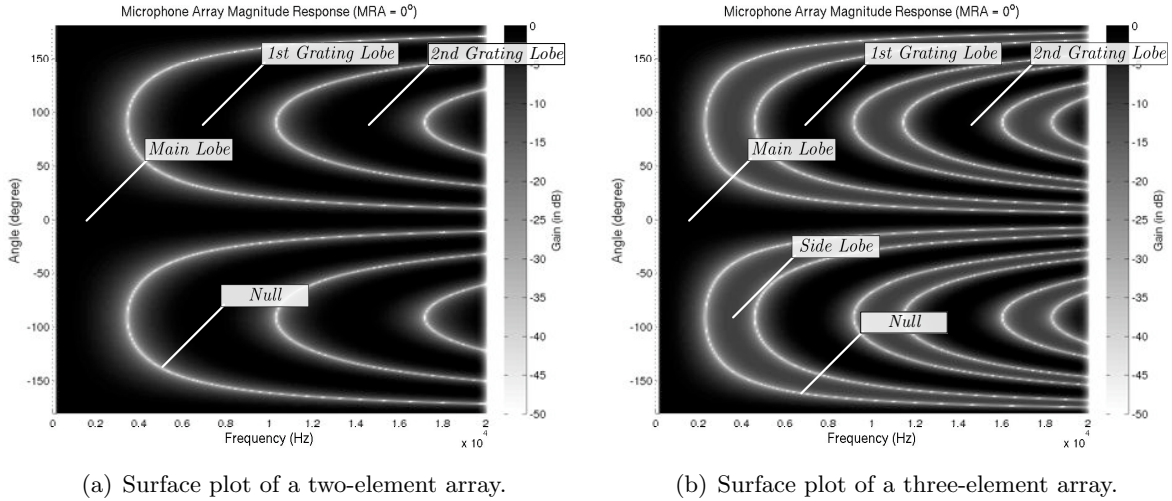 Microphone Array Magnitude Response (MRA = 0°)
1st Grating Lobe
2nd Grating Lobe
Main Lobe
Null
Angle (degree)
150
100
50
0
-50
-100
-150
0
0.2
0.4
0.6
0.8
1
1.2
1.4
1.6
1.8
2
x 10^4
Frequency (Hz)
Gain (in dB)
0
-5
-10
-15
-20
-25
-30
-35
-40
-45
-50
(a) Surface plot of a two-element array.
Microphone Array Magnitude Response (MRA = 0°)
1st Grating Lobe
2nd Grating Lobe
Main Lobe
Side Lobe
Null
Angle (degree)
150
100
50
0
-50
-100
-150
0
0.2
0.4
0.6
0.8
1
1.2
1.4
1.6
1.8
2
x 10^4
Frequency (Hz)
Gain (in dB)
0
-5
-10
-15
-20
-25
-30
-35
-40
-45
-50
(b) Surface plot of a three-element array.